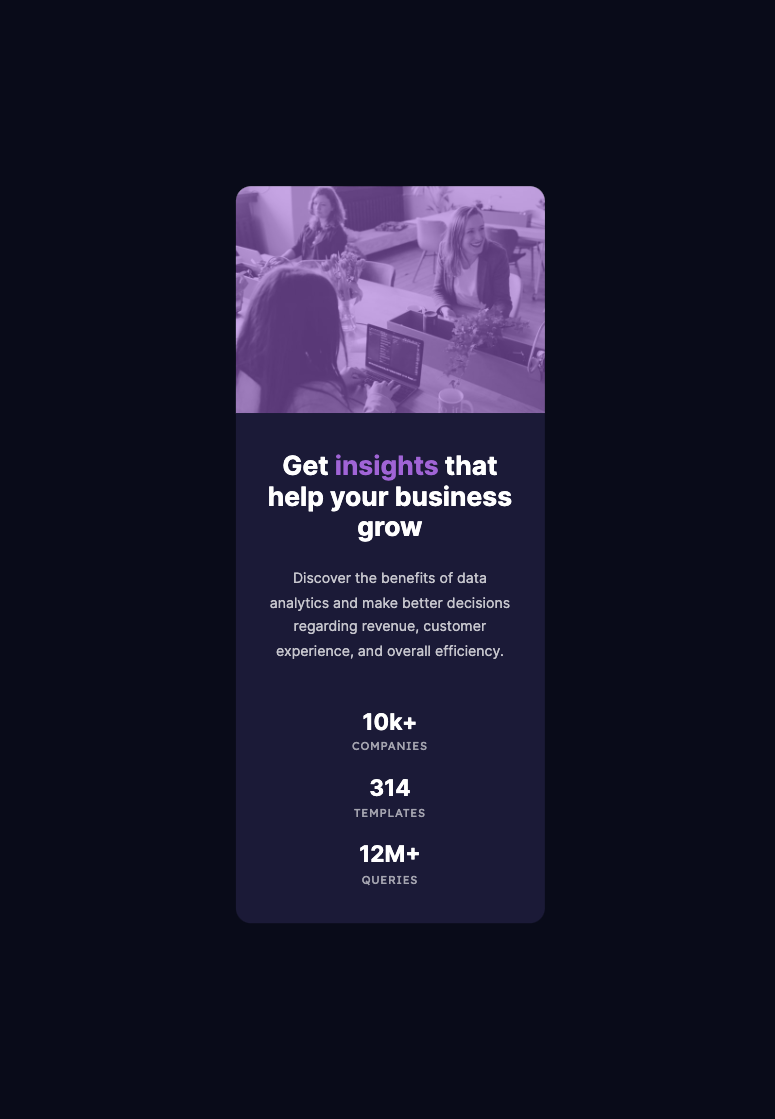 Get insights that
help your business
grow
Discover the benefits of data
analytics and make better decisions
regarding revenue, customer
experience, and overall efficiency.
10k+
COMPANIES
314
TEMPLATES
12M+
QUERIES